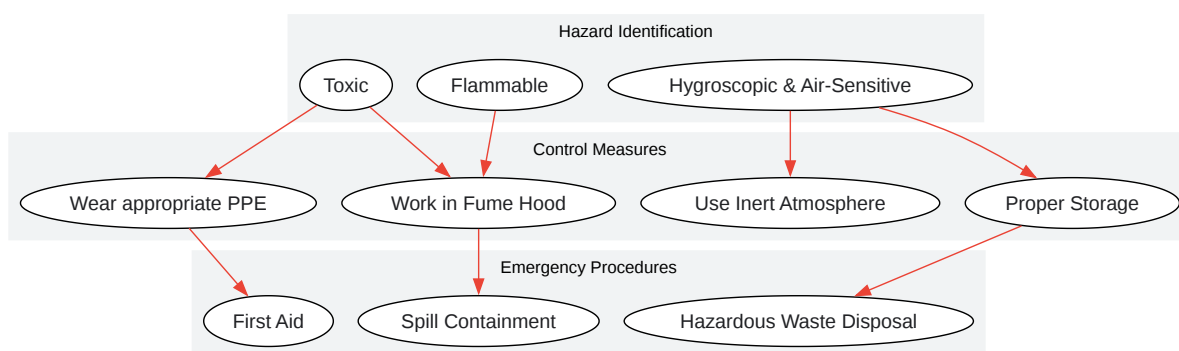 Hazard Identification
Toxic
Flammable
Hygroscopic & Air-Sensitive
Control Measures
Wear appropriate PPE
Work in Fume Hood
Use Inert Atmosphere
Proper Storage
Emergency Procedures
First Aid
Spill Containment
Hazardous Waste Disposal